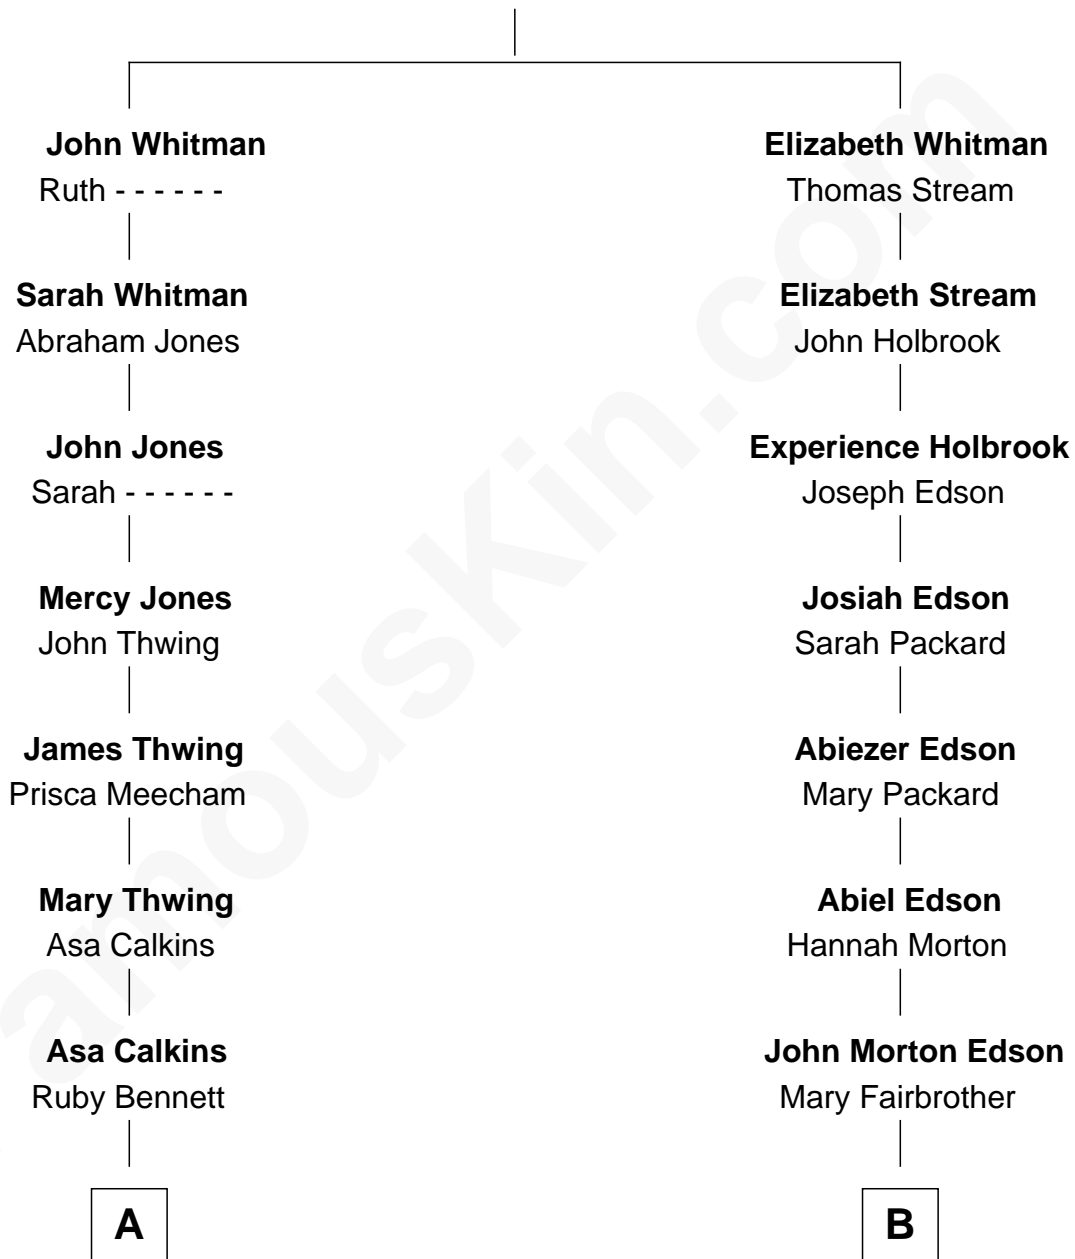 John Whitman
Ruth - - - - - -
Elizabeth Whitman
Thomas Stream
Sarah Whitman
Abraham Jones
Elizabeth Stream
John Holbrook
John Jones
Sarah - - - - - -
Experience Holbrook
Joseph Edson
Mercy Jones
John Thwing
Josiah Edson
Sarah Packard
James Thwing
Prisca Meecham
Abiezer Edson
Mary Packard
Mary Thwing
Asa Calkins
Abiel Edson
Hannah Morton
Asa Calkins
Ruby Bennett
John Morton Edson
Mary Fairbrother
A
B
amouskin.com